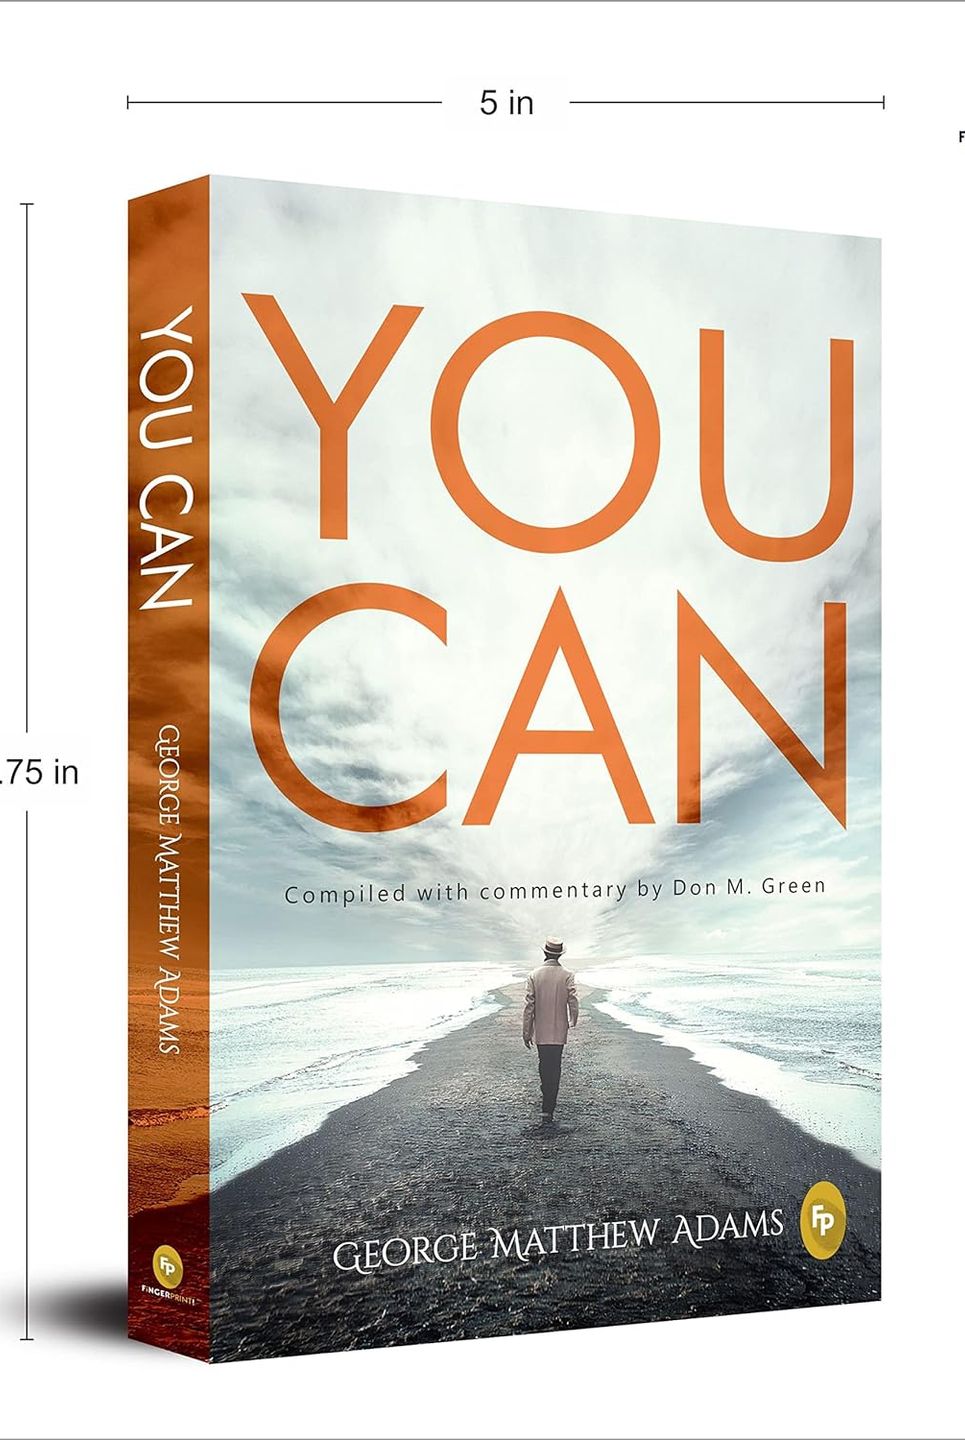 5 in
F
.75 in
YOU CAN
GEORGE MATTHEW ADAMS
FP
FINGERPRINT!
YOU
CAN
Compiled with commentary by Don M. Green
GEORGE MATTHEW ADAMS
FP